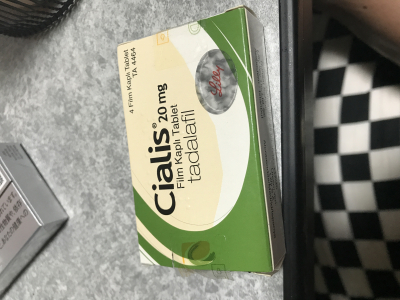 4 Film Kaplı Tablet
TA 4464
Cialis® 20 mg
Film Kaplı Tablet
tadalafil
Lilly